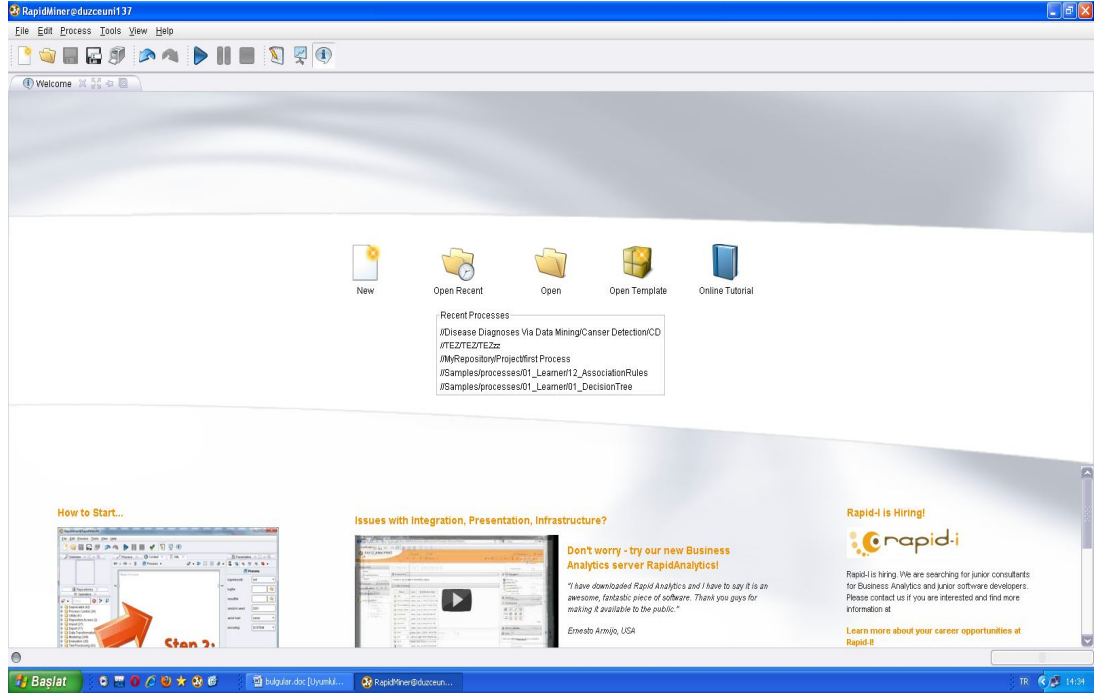 RapidMiner@duzceuni137
File Edit Process Tools View Help
Welcome
New
Open Recent
Open
Open Template
Online Tutorial
Recent Processes
//Disease Diagnoses Via Data Mining/Canser Detection/CD
//TEZ/TEZ/TEZzz
//MyRepository/Project/first Process
//Samples/processes/01_Learner/12_AssociationRules
//Samples/processes/01_Learner/01_DecisionTree
How to Start...
Step 2:
Issues with Integration, Presentation, Infrastructure?
Don't worry - try our new Business
Analytics server RapidAnalytics!
"I have downloaded Rapid Analytics and I have to say it is an
awesome, fantastic piece of software. Thank you guys for
making it available to the public."
Ernesto Armijo, USA
Rapid-I is Hiring!
rapid-i
Rapid-I is hiring. We are searching for junior consultants
for Business Analytics and junior software developers.
Please contact us if you are interested and find more
information at
Learn more about your career opportunities at
Rapid-I!
Başlat
bulgular.doc [Uyumlul...
RapidMiner@duzceun...
TR
14:34